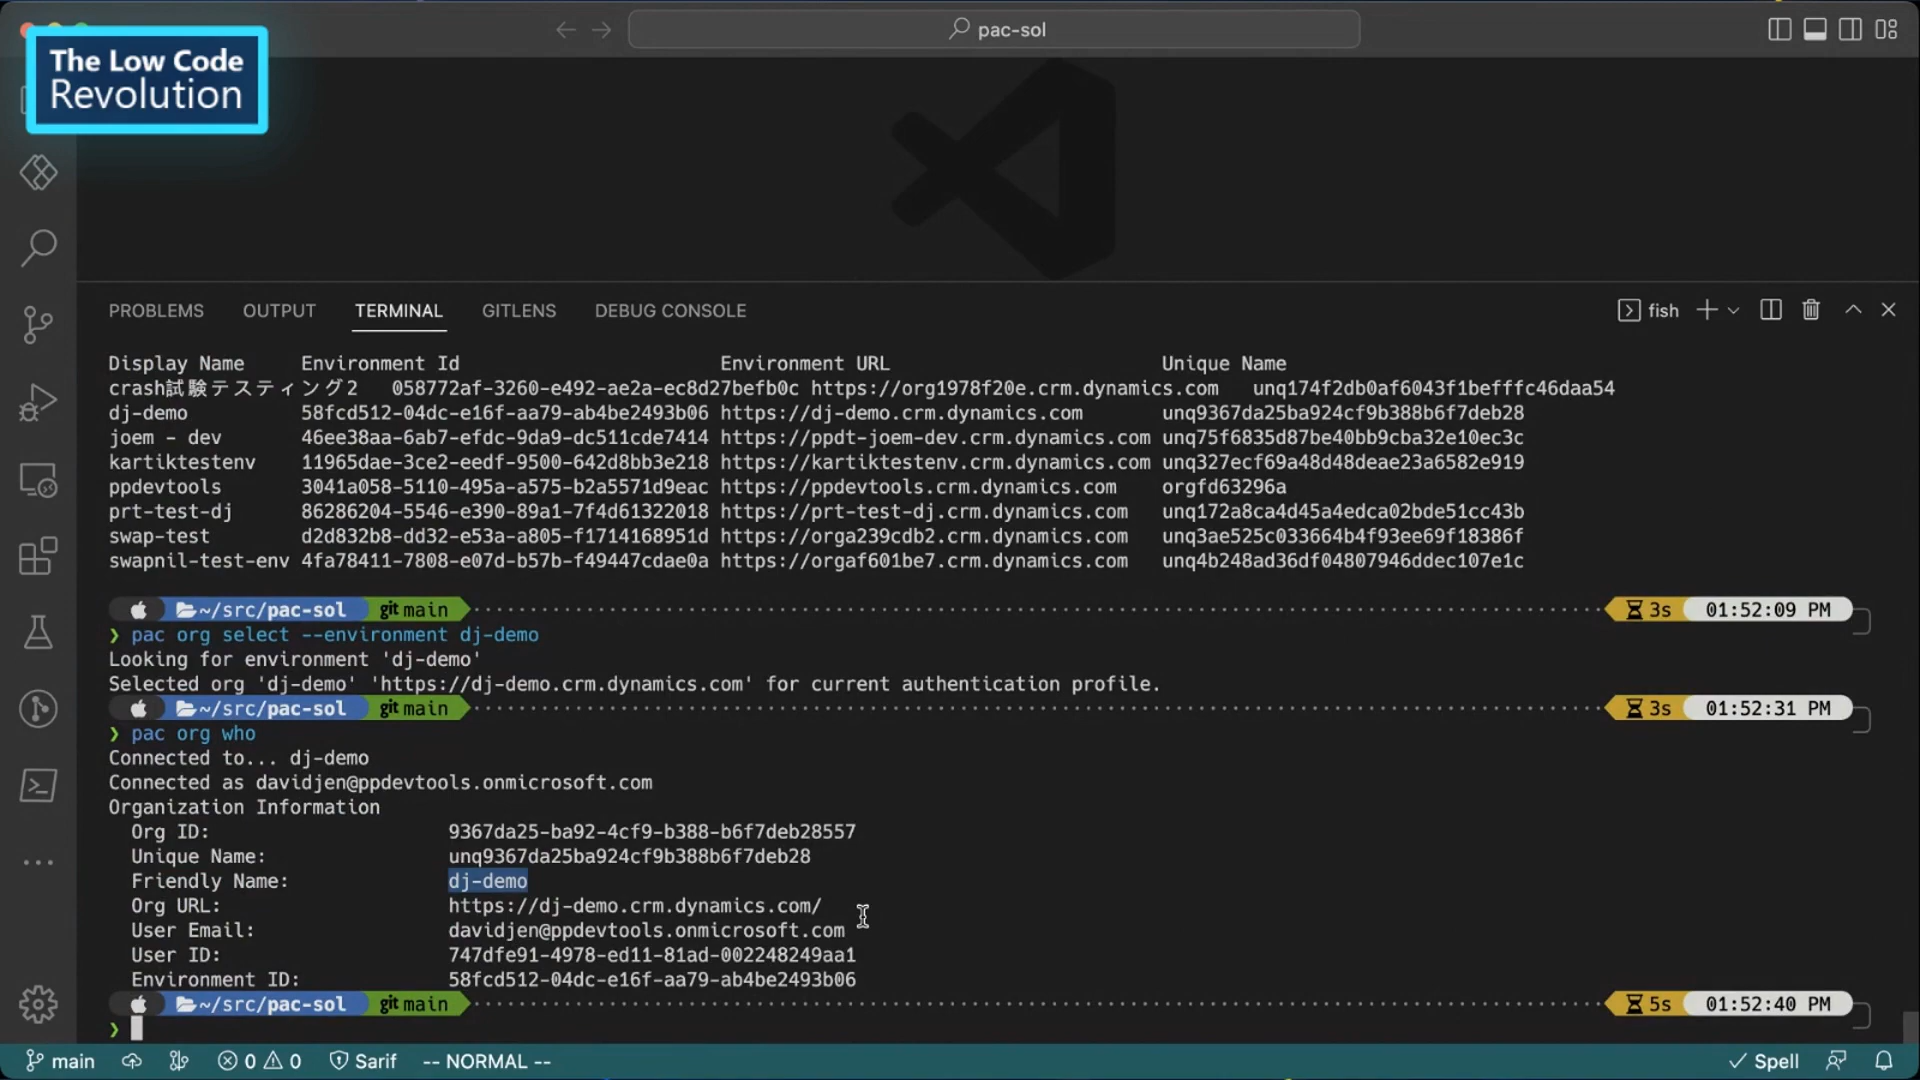 pac-sol
The Low Code
Revolution
PROBLEMS OUTPUT TERMINAL GITLENS DEBUG CONSOLE fish
Display Name Environment Id Environment URL Unique Name
crash試験テスティング2 058772af-3260-e492-ae2a-ec8d27befb0c https://org1978f20e.crm.dynamics.com unq174f2db0af6043f1befffc46daa54
dj-demo 58fcd512-04dc-e16f-aa79-ab4be2493b06 https://dj-demo.crm.dynamics.com unq9367da25ba924cf9b388b6f7deb28
joem - dev 46ee38aa-6ab7-efdc-9da9-dc511cde7414 https://ppdt-joem-dev.crm.dynamics.com unq75f6835d87be40bb9cba32e10ec3c
kartiktestenv 11965dae-3ce2-eedf-9500-642d8bb3e218 https://kartiktestenv.crm.dynamics.com unq327ecf69a48d48deae23a6582e919
ppdevtools 3041a058-5110-495a-a575-b2a5571d9eac https://ppdevtools.crm.dynamics.com orgfd63296a
prt-test-dj 86286204-5546-e390-89a1-7f4d61322018 https://prt-test-dj.crm.dynamics.com unq172a8ca4d45a4edca02bde51cc43b
swap-test d2d832b8-dd32-e53a-a805-f1714168951d https://orga239cdb2.crm.dynamics.com unq3ae525c033664b4f93ee69f18386f
swapnil-test-env 4fa78411-7808-e07d-b57b-f49447cdae0a https://orgaf601be7.crm.dynamics.com unq4b248ad36df04807946ddec107e1c
~/src/pac-sol git main 3s 01:52:09 PM
❯ pac org select --environment dj-demo
Looking for environment 'dj-demo'
Selected org 'dj-demo' 'https://dj-demo.crm.dynamics.com' for current authentication profile.
~/src/pac-sol git main 3s 01:52:31 PM
❯ pac org who
Connected to... dj-demo
Connected as davidjen@ppdevtools.onmicrosoft.com
Organization Information
Org ID: 9367da25-ba92-4cf9-b388-b6f7deb28557
Unique Name: unq9367da25ba924cf9b388b6f7deb28
Friendly Name: dj-demo
Org URL: https://dj-demo.crm.dynamics.com/
User Email: davidjen@ppdevtools.onmicrosoft.com
User ID: 747dfe91-4978-ed11-81ad-002248249aa1
Environment ID: 58fcd512-04dc-e16f-aa79-ab4be2493b06
~/src/pac-sol git main 5s 01:52:40 PM
❯
main 0 0 Sarif -- NORMAL -- Spell